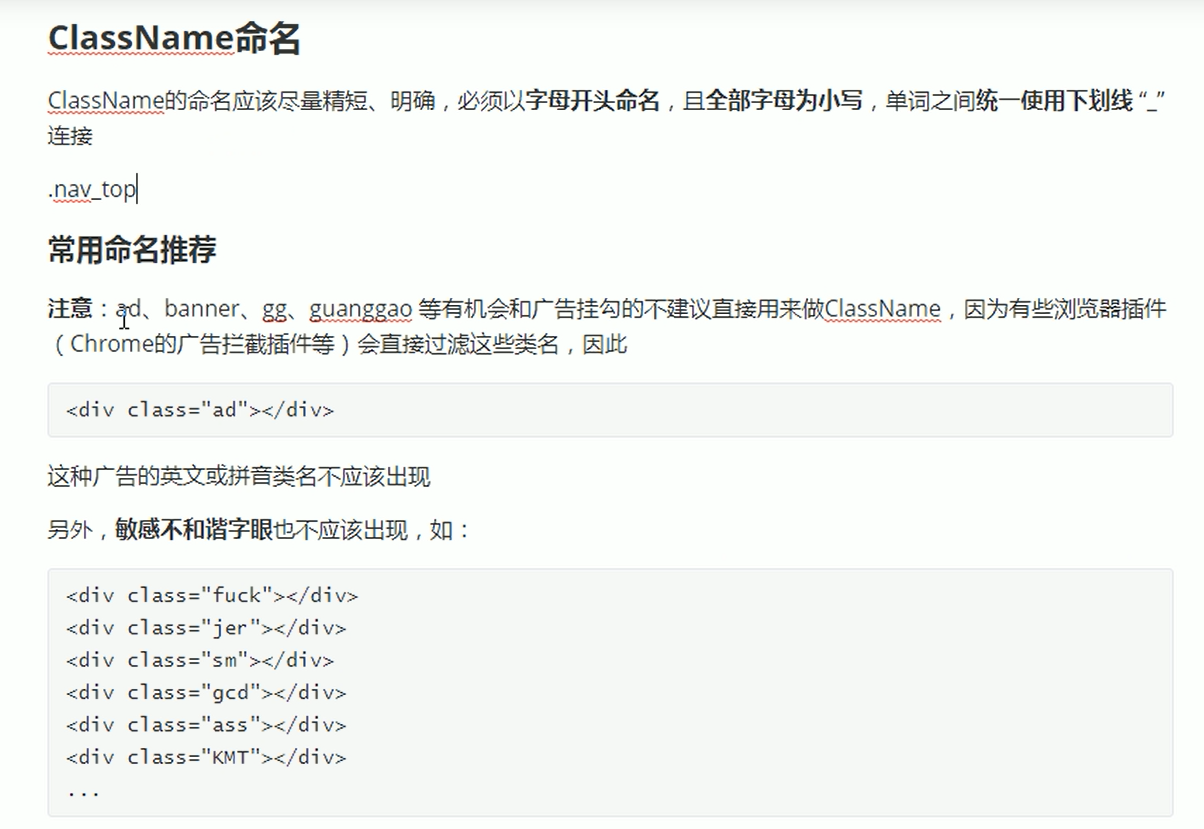 ClassName命名
ClassName的命名应该尽量精短、明确，必须以字母开头命名，且全部字母为小写，单词之间统一使用下划线 “_”
连接
.nav_top
常用命名推荐
注意：ad、banner、gg、guanggao 等有机会和广告挂勾的不建议直接用来做ClassName，因为有些浏览器插件
（Chrome的广告拦截插件等）会直接过滤这些类名，因此
<div class="ad"></div>
这种广告的英文或拼音类名不应该出现
另外，敏感不和谐字眼也不应该出现，如：
<div class="fuck"></div>
<div class="jer"></div>
<div class="sm"></div>
<div class="gcd"></div>
<div class="ass"></div>
<div class="KMT"></div>
...